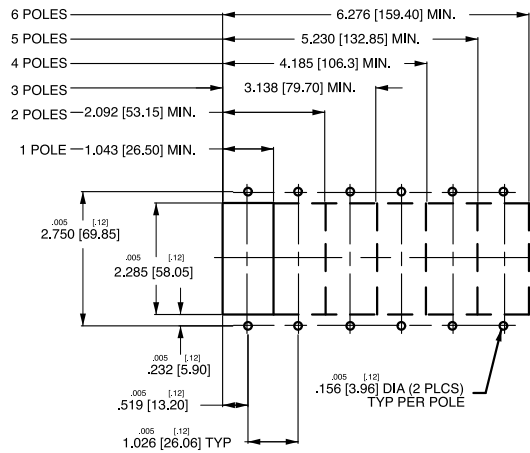 6 POLES 6.276 [159.40] MIN.
5 POLES 5.230 [132.85] MIN.
4 POLES 4.185 [106.3] MIN.
3 POLES 3.138 [79.70] MIN.
2 POLES 2.092 [53.15] MIN.
1 POLE 1.043 [26.50] MIN.
.005 [.12]
2.750 [69.85]
.005 [.12]
2.285 [58.05]
.005 [.12]
.232 [5.90]
.005 [.12]
.519 [13.20]
.005 [.12]
1.026 [26.06] TYP
.005 [.12]
.156 [3.96] DIA (2 PLCS)
TYP PER POLE